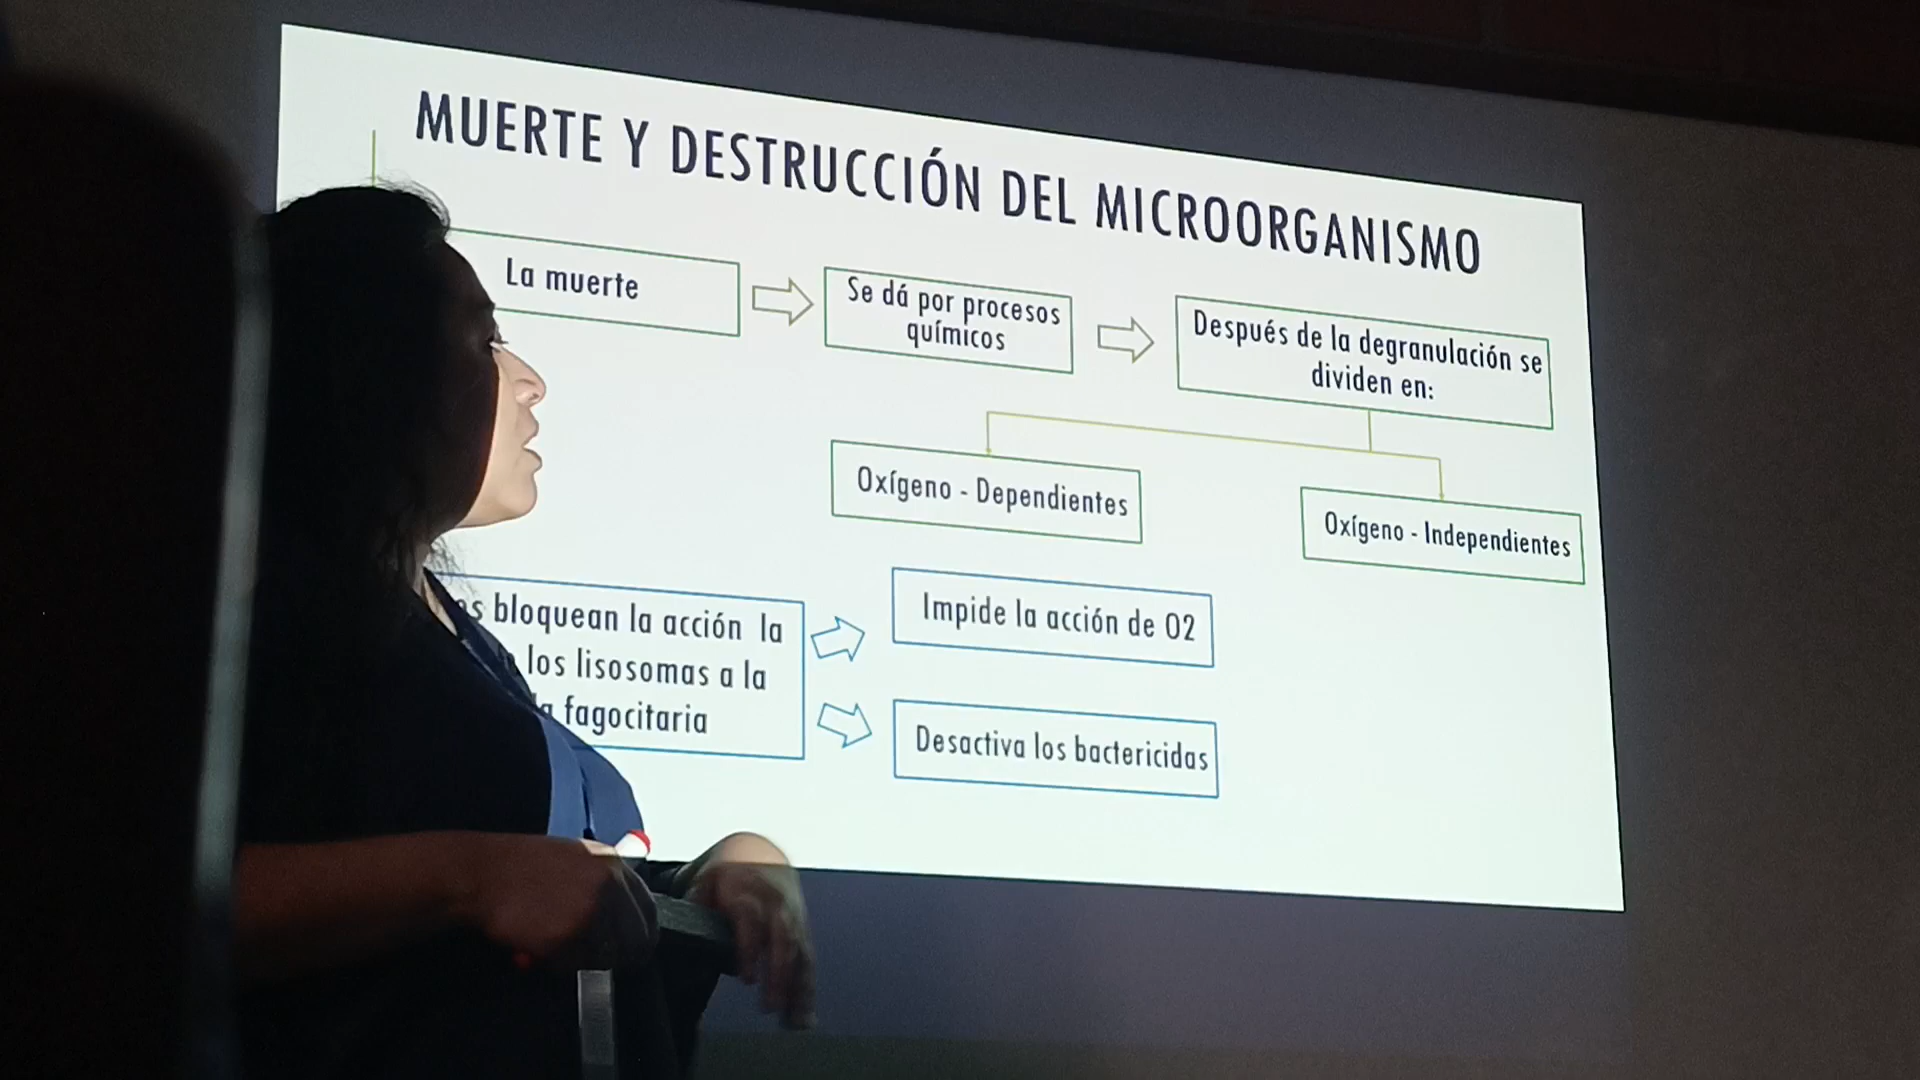 MUERTE Y DESTRUCCIÓN DEL MICROORGANISMO
La muerte
Se dá por procesos
químicos
Después de la degranulación se
dividen en:
Oxígeno - Dependientes
Oxígeno - Independientes
bloquean la acción la
los lisosomas a la
fagocitaria
Impide la acción de O2
Desactiva los bactericidas